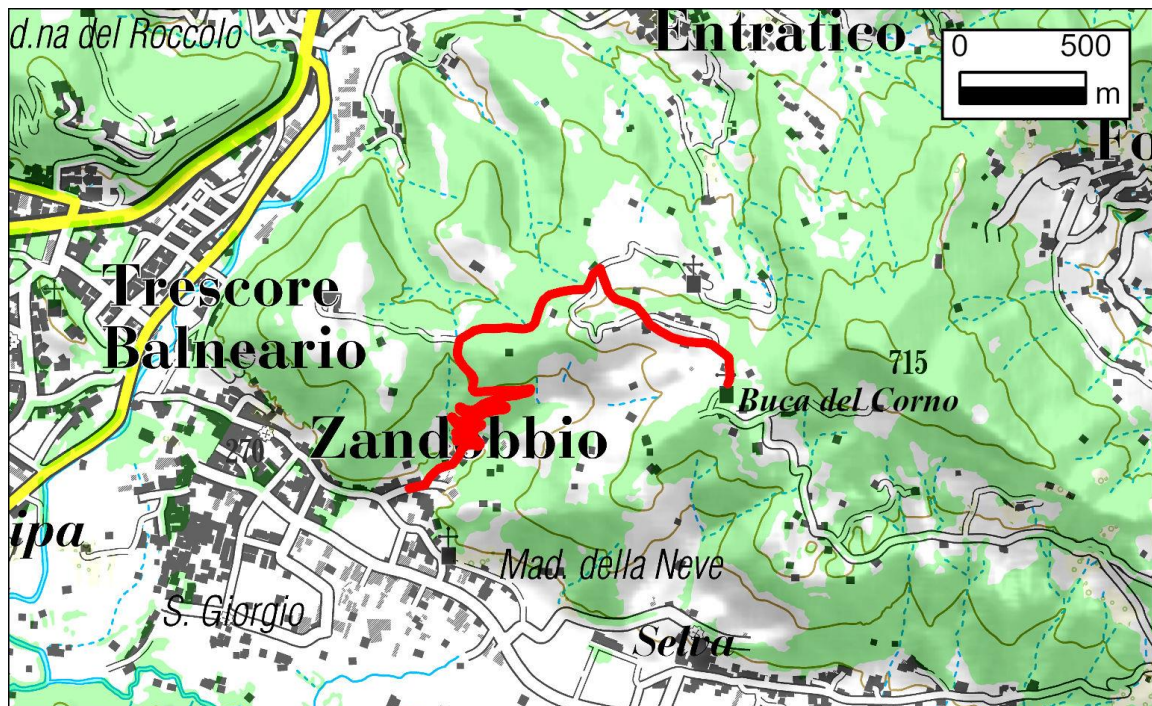 d.na del Roccolo
Entratico
0 500
m
Fo
Trescore
Balneario
715
Buca del Corno
Zandobbio
270
ipa
Mad. della Neve
S. Giorgio
Selva